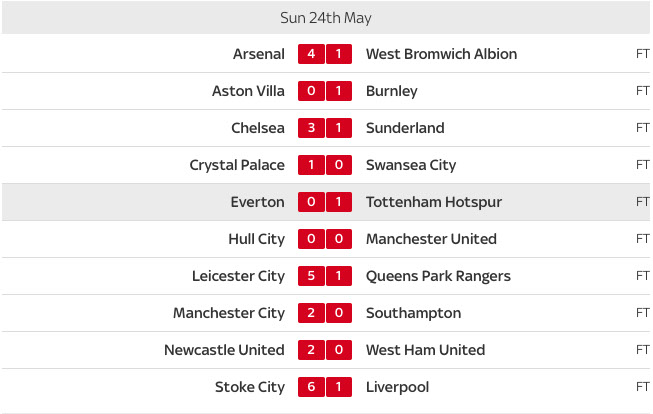 Sun 24th May
Arsenal 4 1 West Bromwich Albion FT
Aston Villa 0 1 Burnley FT
Chelsea 3 1 Sunderland FT
Crystal Palace 1 0 Swansea City FT
Everton 0 1 Tottenham Hotspur FT
Hull City 0 0 Manchester United FT
Leicester City 5 1 Queens Park Rangers FT
Manchester City 2 0 Southampton FT
Newcastle United 2 0 West Ham United FT
Stoke City 6 1 Liverpool FT